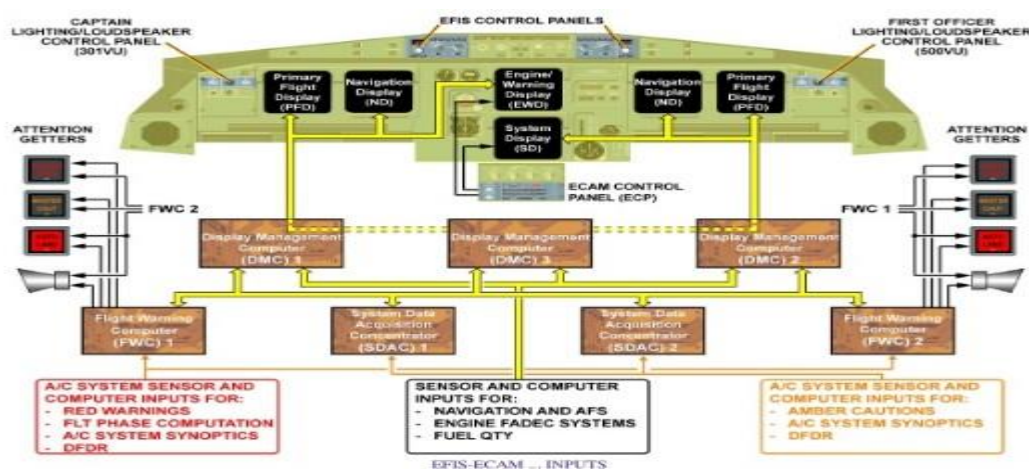 CAPTAIN
LIGHTING/LOUDSPEAKER
CONTROL PANEL
(301VU)
EFIS CONTROL PANELS
FIRST OFFICER
LIGHTING/LOUDSPEAKER
CONTROL PANEL
(500VU)
Primary
Flight
Display
(PFD)
Navigation
Display
(ND)
Engine/
Warning
Display
(EWD)
Navigation
Display
(ND)
Primary
Flight
Display
(PFD)
System
Display
(SD)
ATTENTION
GETTERS
ATTENTION
GETTERS
ECAM CONTROL
PANEL (ECP)
FWC 2
FWC 1
Display Management
Computer
(DMC) 1
Display Management
Computer
(DMC) 3
Display Management
Computer
(DMC) 2
Flight Warning
Computer
(FWC) 1
System Data
Acquisition
Concentrator
(SDAC) 1
System Data
Acquisition
Concentrator
(SDAC) 2
Flight Warning
Computer
(FWC) 2
A/C SYSTEM SENSOR AND
COMPUTER INPUTS FOR:
- RED WARNINGS
- FLT PHASE COMPUTATION
- A/C SYSTEM SYNOPTICS
- DFDR
SENSOR AND COMPUTER
INPUTS FOR:
- NAVIGATION AND AFS
- ENGINE FADEC SYSTEMS
- FUEL QTY
A/C SYSTEM SENSOR AND
COMPUTER INPUTS FOR:
- AMBER CAUTIONS
- A/C SYSTEM SYNOPTICS
- DFDR
EFIS-ECAM ... INPUTS